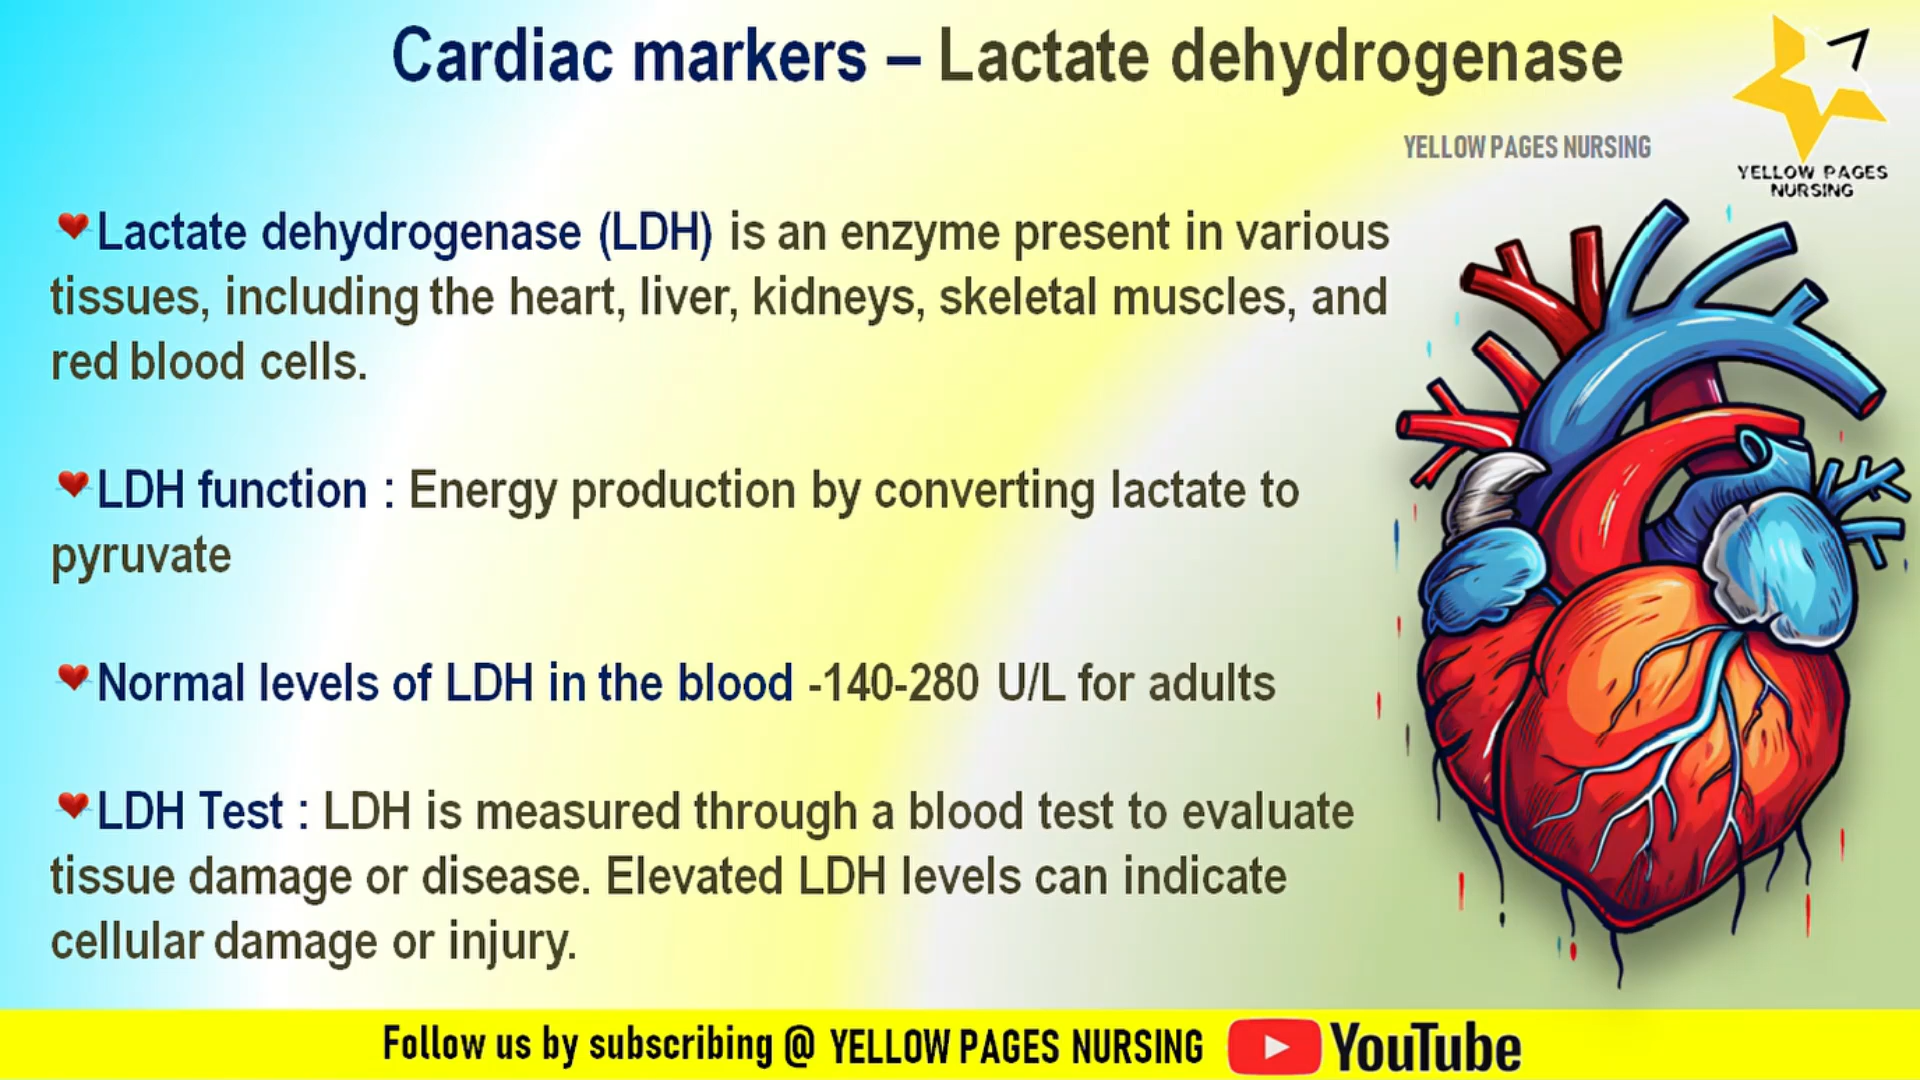 Cardiac markers – Lactate dehydrogenase
YELLOW PAGES NURSING
YELLOW PAGES
NURSING
Lactate dehydrogenase (LDH) is an enzyme present in various
tissues, including the heart, liver, kidneys, skeletal muscles, and
red blood cells.
LDH function : Energy production by converting lactate to
pyruvate
Normal levels of LDH in the blood -140-280 U/L for adults
LDH Test : LDH is measured through a blood test to evaluate
tissue damage or disease. Elevated LDH levels can indicate
cellular damage or injury.
Follow us by subscribing @ YELLOW PAGES NURSING YouTube